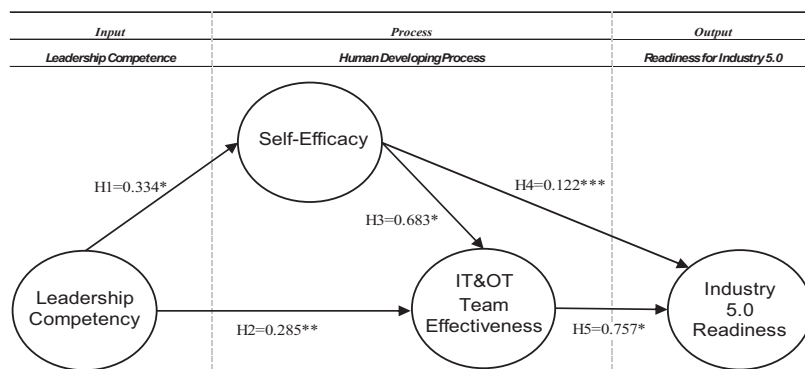 Input Process Output
Leadership Competence Human Developing Process Readiness for Industry 5.0
Self-Efficacy
H1=0.334*
H4=0.122***
H3=0.683*
Leadership
Competency
IT&OT
Team
Effectiveness
Industry
5.0
Readiness
H2=0.285**
H5=0.757*